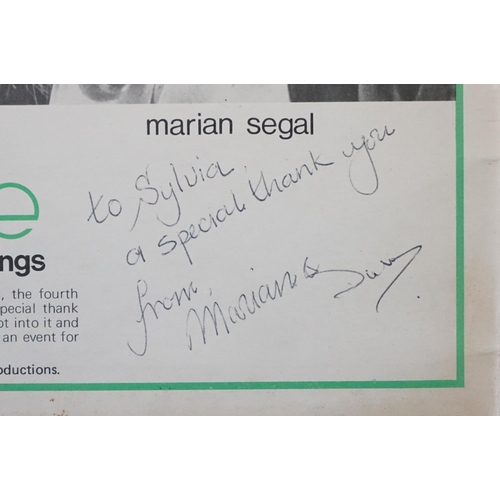 marian segal
to Sylvia
a special thank you
from,
Marian &
e
ngs
, the fourth
pecial thank
ot into it and
an event for
oductions.